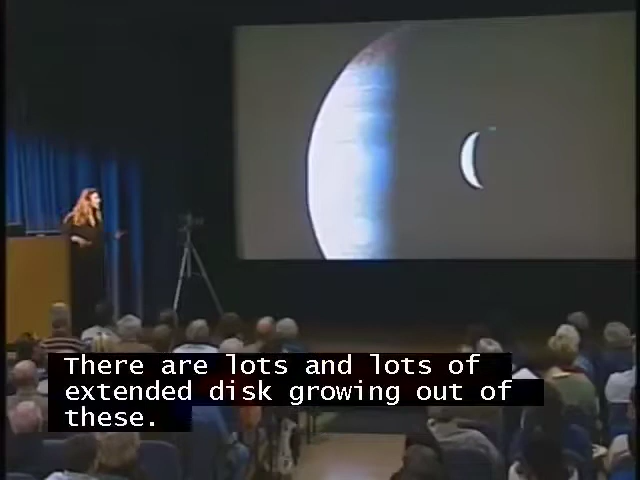 There are lots and lots of
extended disk growing out of
these.